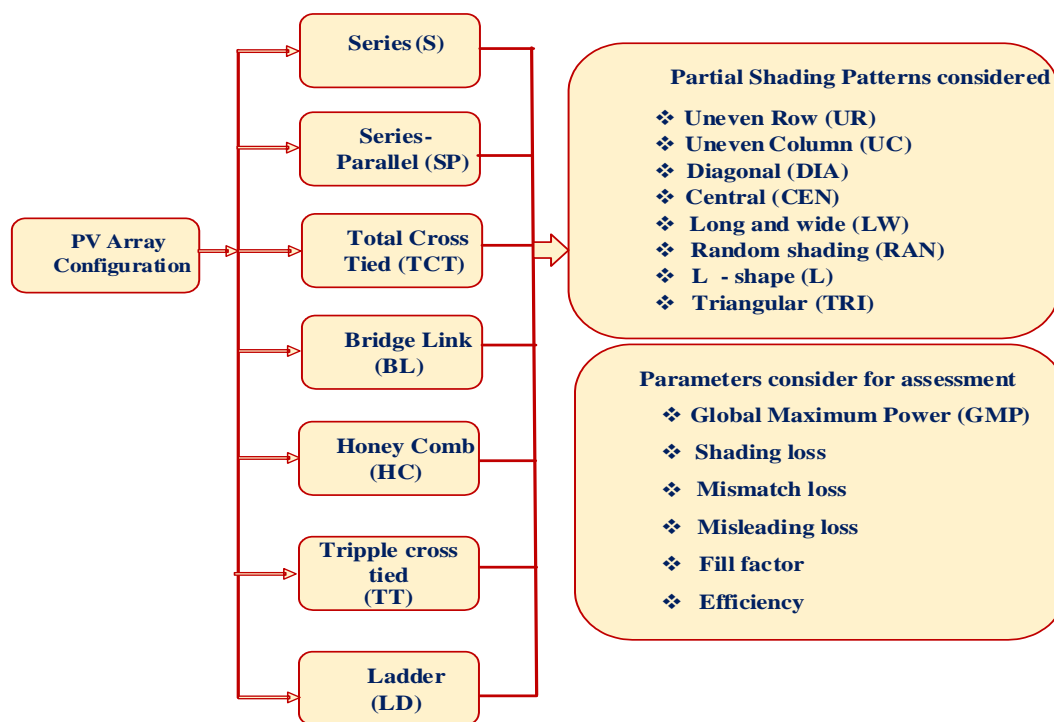 PV Array
Configuration
Series (S)
Series-
Parallel (SP)
Total Cross
Tied (TCT)
Bridge Link
(BL)
Honey Comb
(HC)
Tripple cross
tied
(TT)
Ladder
(LD)
Partial Shading Patterns considered
❖ Uneven Row (UR)
❖ Uneven Column (UC)
❖ Diagonal (DIA)
❖ Central (CEN)
❖ Long and wide (LW)
❖ Random shading (RAN)
❖ L - shape (L)
❖ Triangular (TRI)
Parameters consider for assessment
❖ Global Maximum Power (GMP)
❖ Shading loss
❖ Mismatch loss
❖ Misleading loss
❖ Fill factor
❖ Efficiency